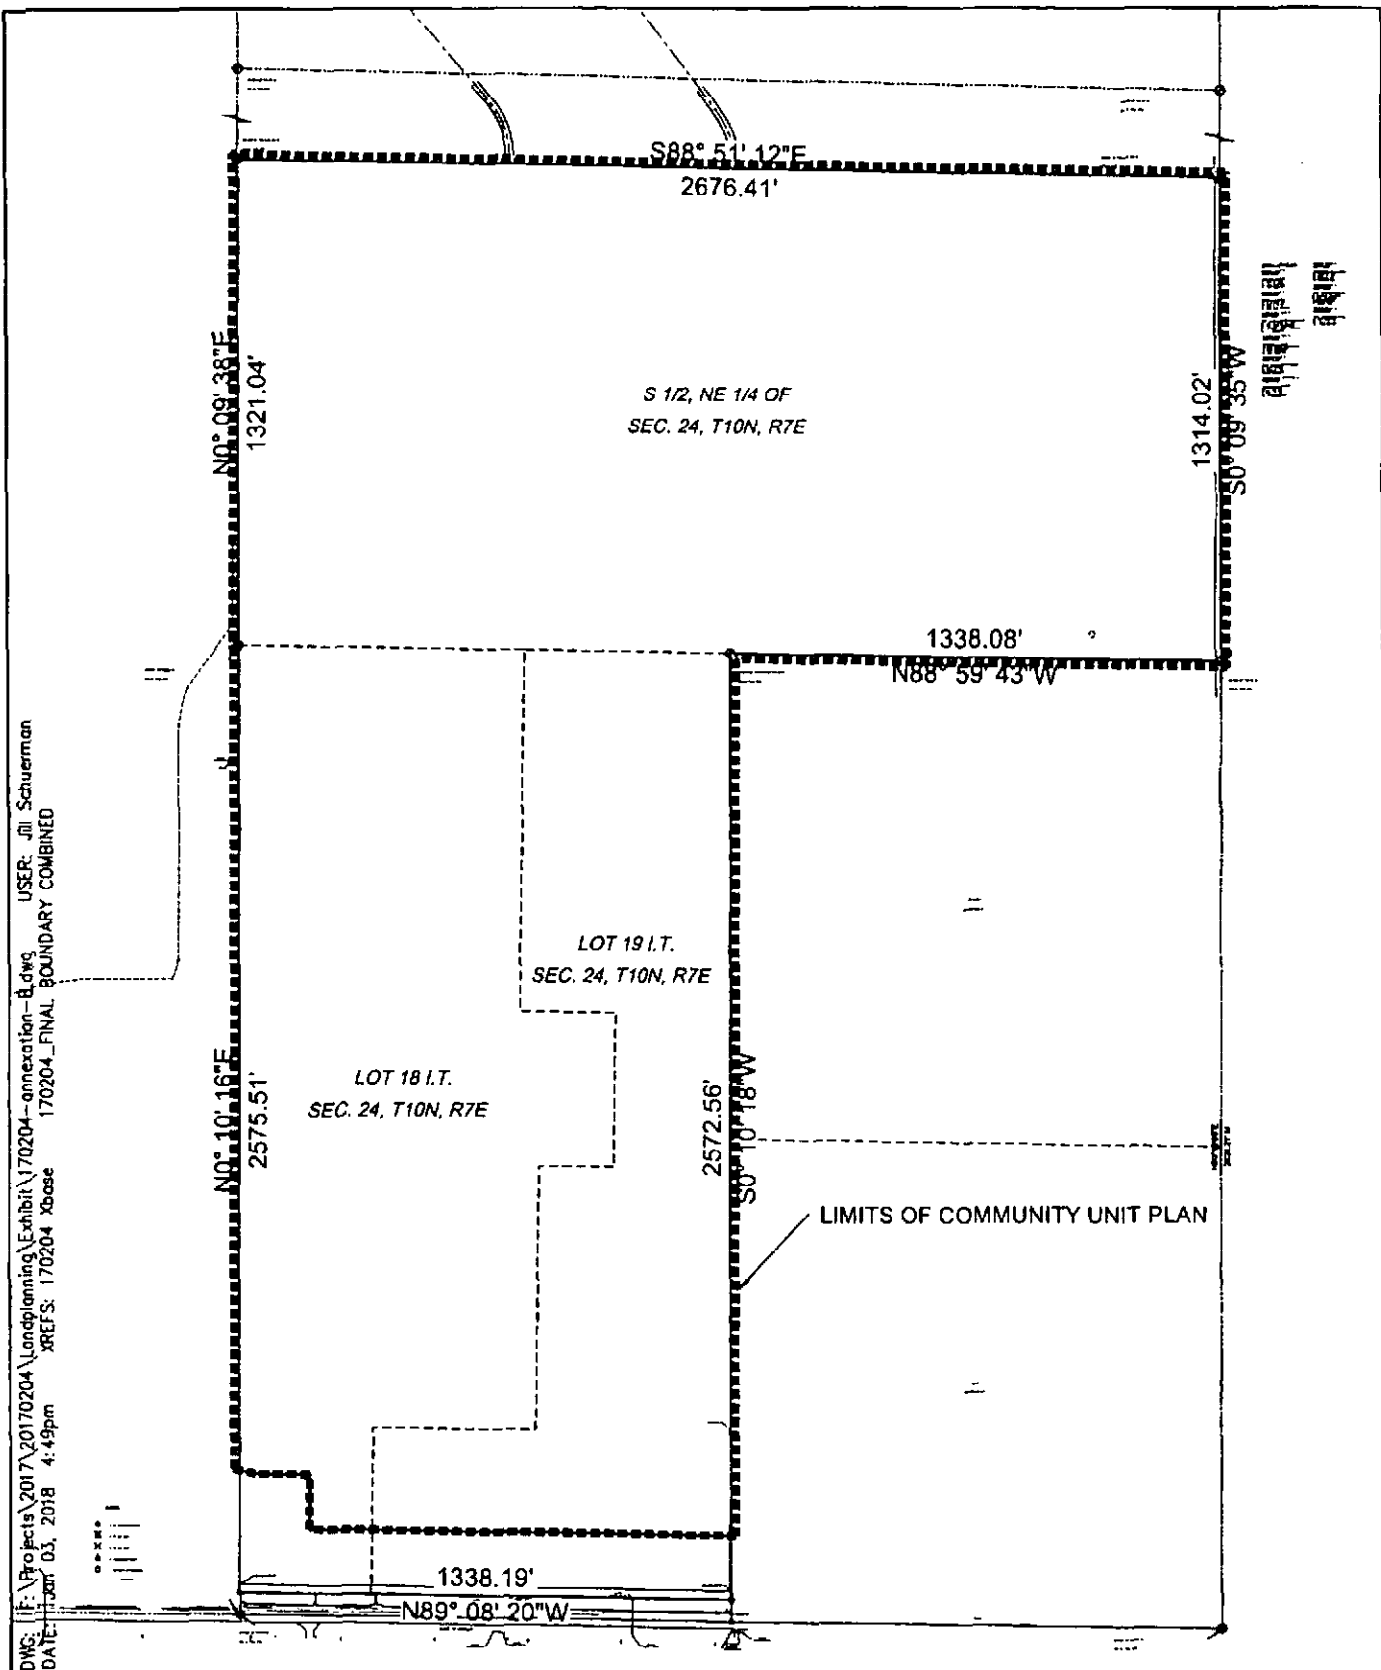 S88° 51' 12"E
2676.41'
N0° 09' 38"E
1321.04'
S 1/2, NE 1/4 OF
SEC. 24, T10N, R7E
1314.02'
S0° 09' 35"W
1338.08'
N88° 59' 43"W
LOT 19 I.T.
SEC. 24, T10N, R7E
LOT 18 I.T.
SEC. 24, T10N, R7E
N0° 10' 16"E
2575.51'
2572.56'
S0° 10' 18"W
LIMITS OF COMMUNITY UNIT PLAN
1338.19'
N89° 08' 20"W
DWG: F:\Projects\2017\20170204\Landplanning\Exhibit\170204-annexation-B.dwg USER: Jill Schuerman
DATE: Jan 03, 2018 4:49pm XREFS: 170204 Xbase 170204_FINAL BOUNDARY COMBINED